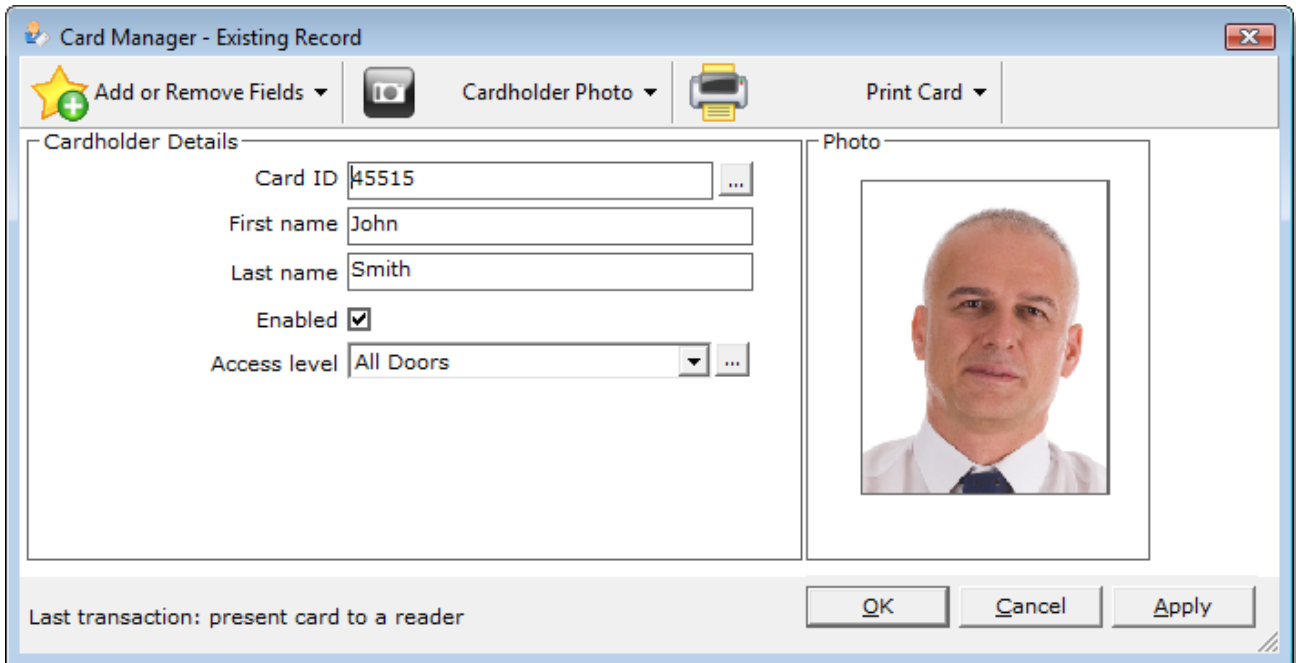 Card Manager - Existing Record
Add or Remove Fields Cardholder Photo Print Card
Cardholder Details
Card ID 45515 ...
First name John
Last name Smith
Enabled
Access level All Doors ...
Photo
Last transaction: present card to a reader
OK Cancel Apply